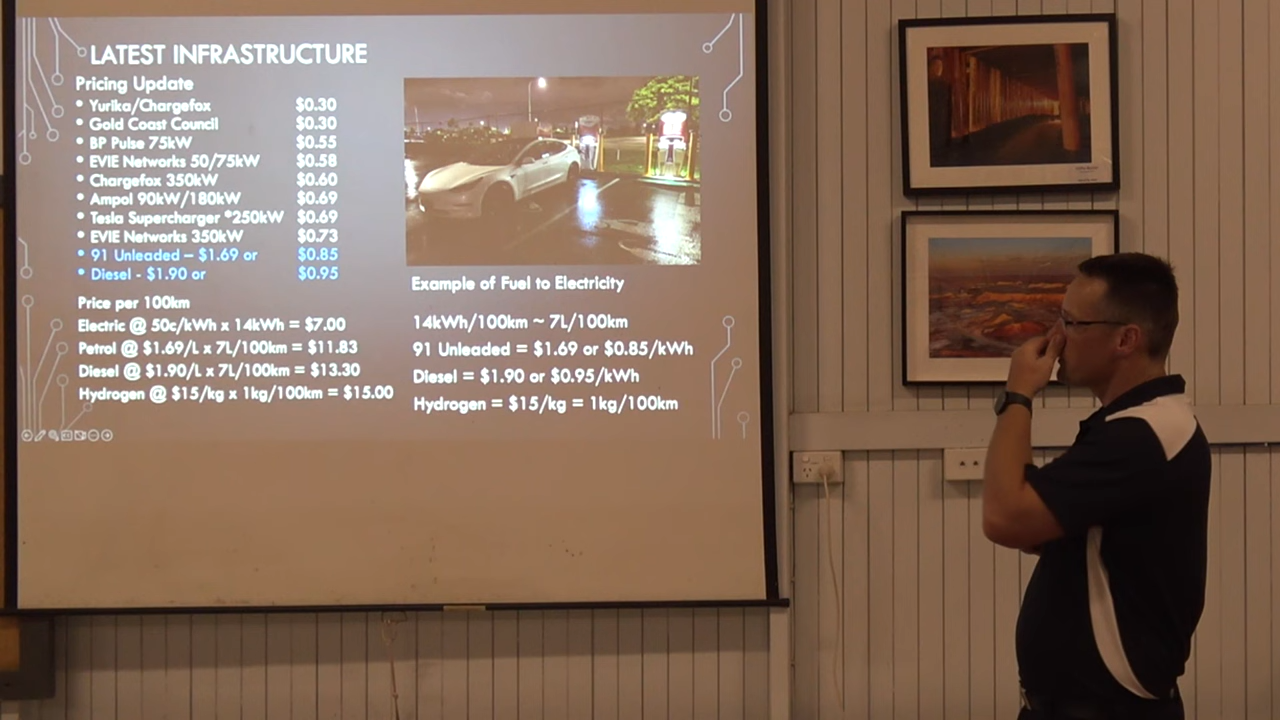 LATEST INFRASTRUCTURE
Pricing Update
• Yurika/Chargefox $0.30
• Gold Coast Council $0.30
• BP Pulse 75kW $0.55
• EVIE Networks 50/75kW $0.58
• Chargefox 350kW $0.60
• Ampol 90kW/180kW $0.69
• Tesla Supercharger *250kW $0.69
• EVIE Networks 350kW $0.73
• 91 Unleaded – $1.69 or $0.85
• Diesel - $1.90 or $0.95
Price per 100km
Electric @ 50c/kWh x 14kWh = $7.00
Petrol @ $1.69/L x 7L/100km = $11.83
Diesel @ $1.90/L x 7L/100km = $13.30
Hydrogen @ $15/kg x 1kg/100km = $15.00
Example of Fuel to Electricity
14kWh/100km ~ 7L/100km
91 Unleaded = $1.69 or $0.85/kWh
Diesel = $1.90 or $0.95/kWh
Hydrogen = $15/kg = 1kg/100km